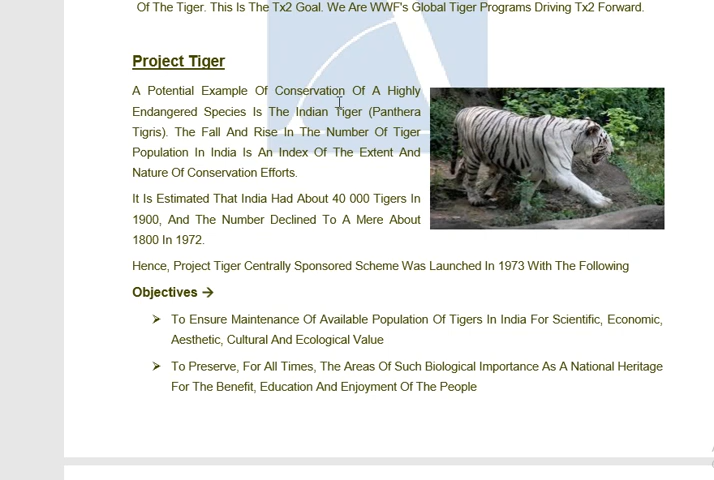 Of The Tiger. This Is The Tx2 Goal. We Are WWF's Global Tiger Programs Driving Tx2 Forward.
Project Tiger
A Potential Example Of Conservation Of A Highly
Endangered Species Is The Indian Tiger (Panthera
Tigris). The Fall And Rise In The Number Of Tiger
Population In India Is An Index Of The Extent And
Nature Of Conservation Efforts.
It Is Estimated That India Had About 40 000 Tigers In
1900, And The Number Declined To A Mere About
1800 In 1972.
Hence, Project Tiger Centrally Sponsored Scheme Was Launched In 1973 With The Following
Objectives →
➢ To Ensure Maintenance Of Available Population Of Tigers In India For Scientific, Economic,
Aesthetic, Cultural And Ecological Value
➢ To Preserve, For All Times, The Areas Of Such Biological Importance As A National Heritage
For The Benefit, Education And Enjoyment Of The People